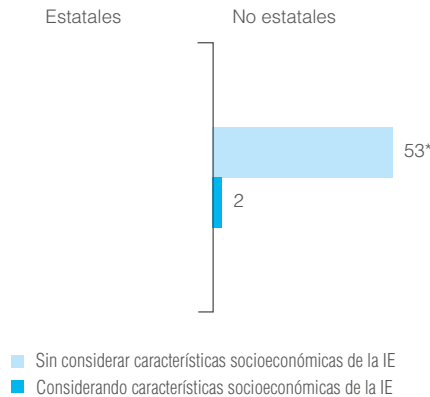 Estatales No estatales
53*
2
Sin considerar características socioeconómicas de la IE
Considerando características socioeconómicas de la IE